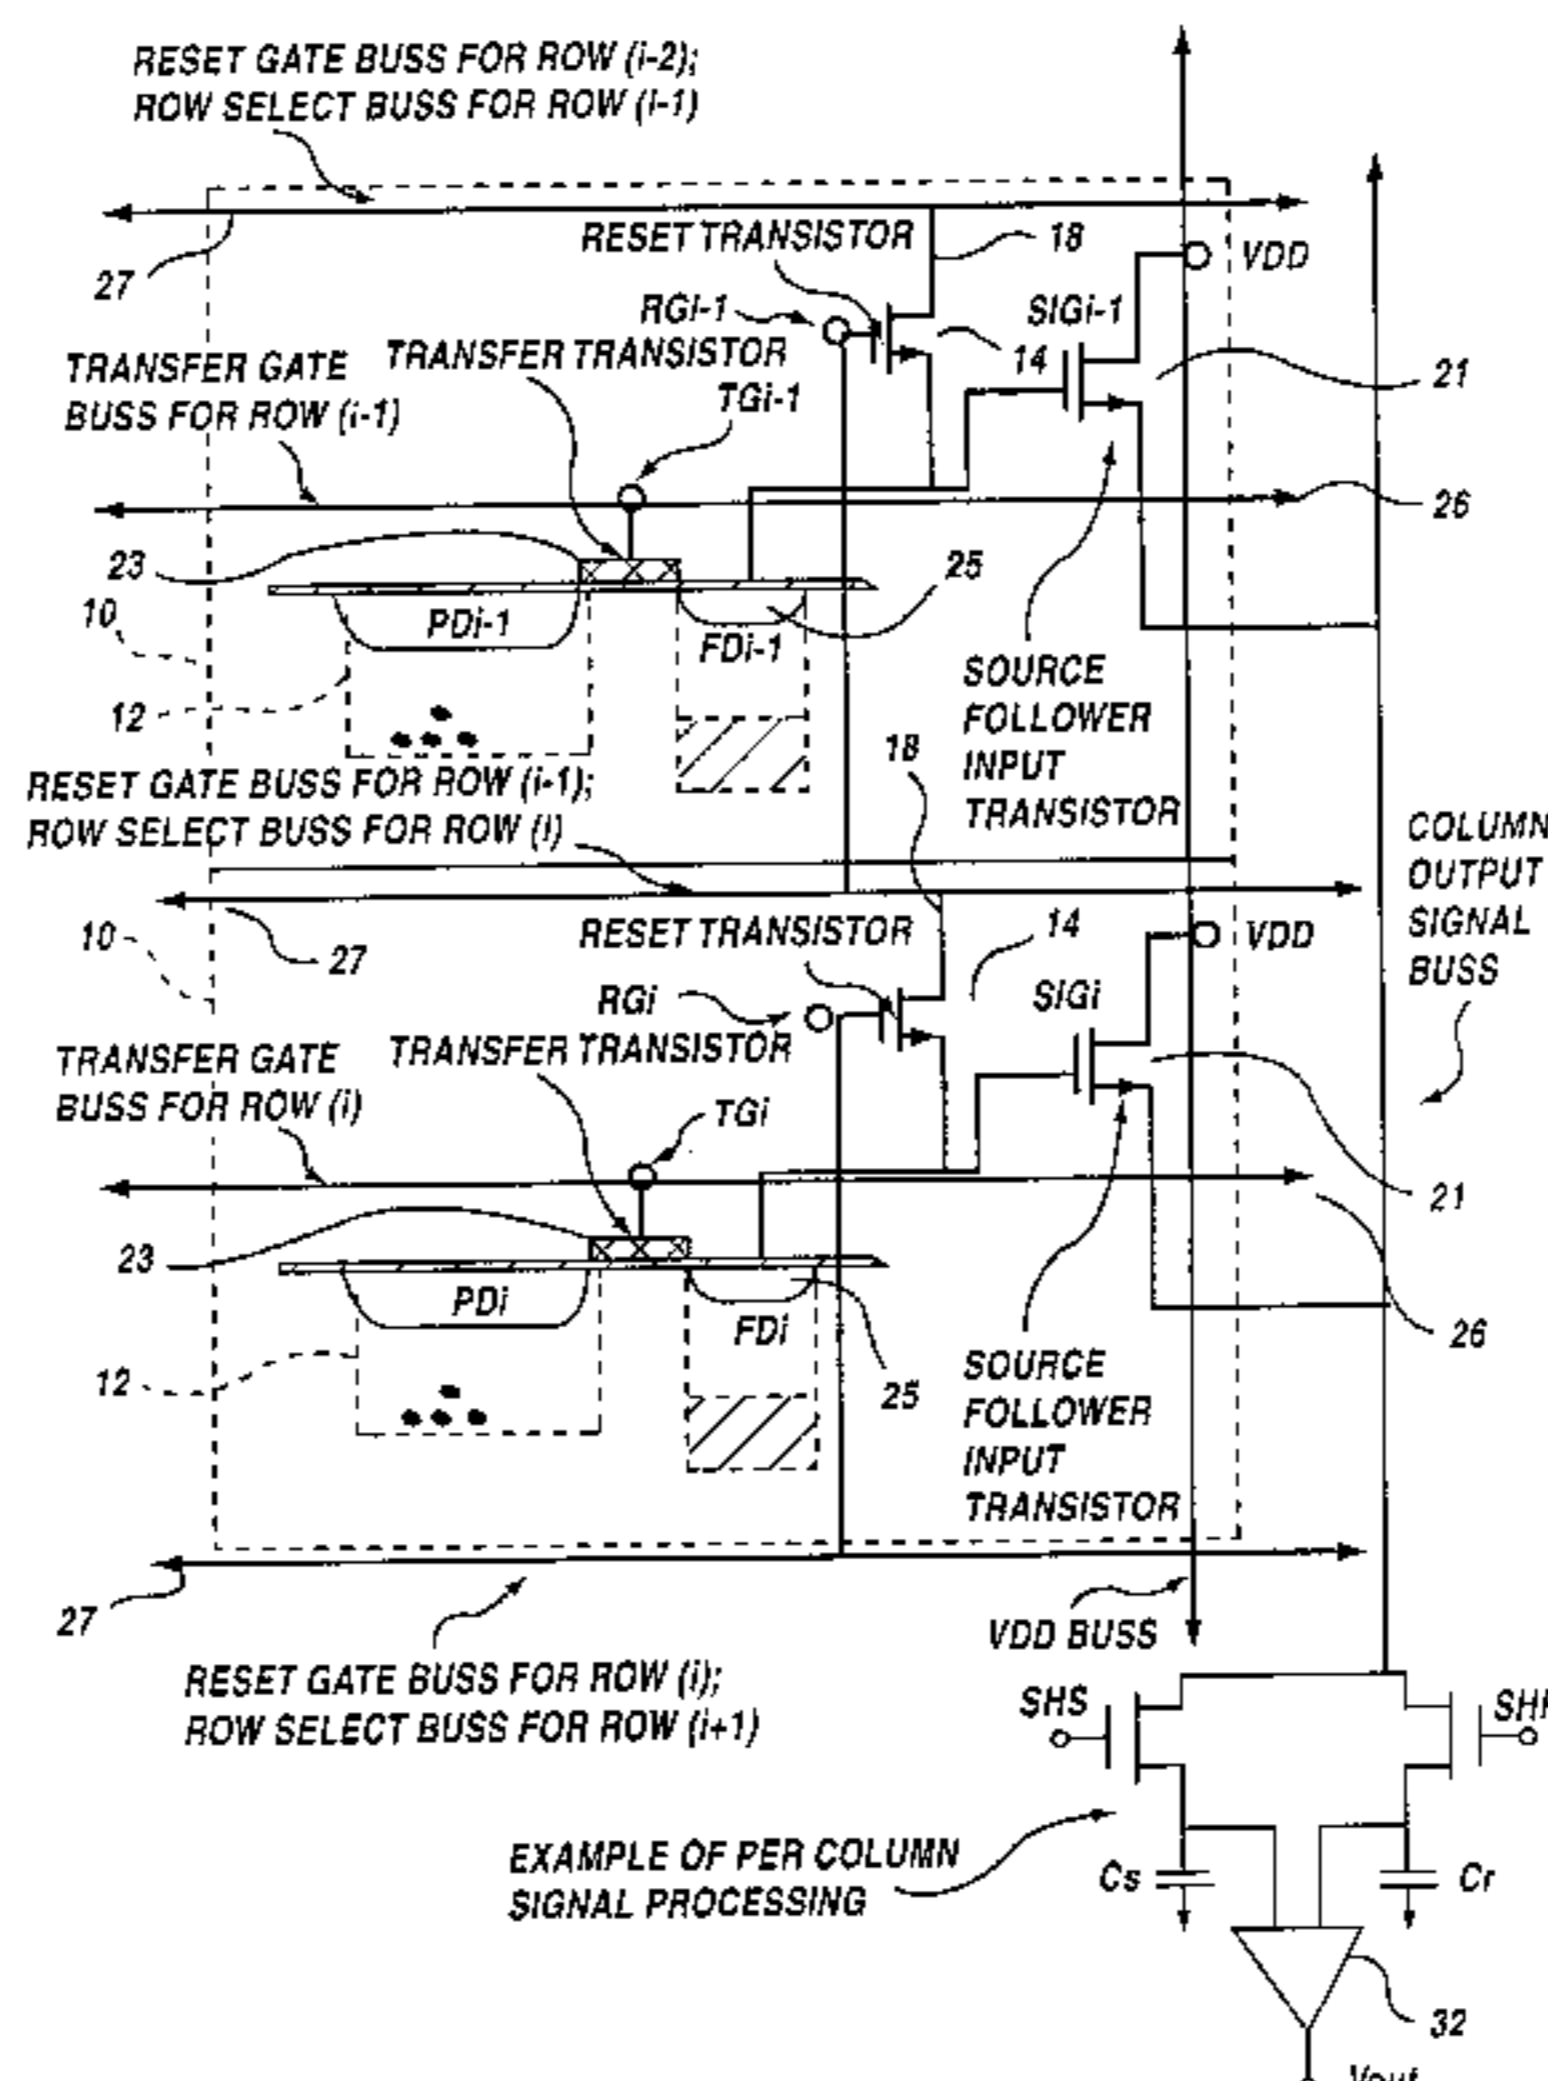 RESET GATE BUSS FOR ROW (i-2);
ROW SELECT BUSS FOR ROW (i-1)
RESET TRANSISTOR
18
VDD
27
RGi-1
SIGi-1
TRANSFER GATE
BUSS FOR ROW (i-1)
TRANSFER TRANSISTOR
14
21
TGi-1
26
23
25
10
PDi-1
FDi-1
12
SOURCE
FOLLOWER
INPUT
TRANSISTOR
18
RESET GATE BUSS FOR ROW (i-1);
ROW SELECT BUSS FOR ROW (i)
COLUMN
OUTPUT
SIGNAL
BUSS
10
27
RESET TRANSISTOR
14
VDD
RGi
SIGi
TRANSFER GATE
BUSS FOR ROW (i)
TRANSFER TRANSISTOR
TGi
21
23
PDi
FDi
26
12
25
SOURCE
FOLLOWER
INPUT
TRANSISTOR
27
VDD BUSS
RESET GATE BUSS FOR ROW (i);
ROW SELECT BUSS FOR ROW (i+1)
SHS
EXAMPLE OF PER COLUMN
SIGNAL PROCESSING
Cs
Cr
32
Vout